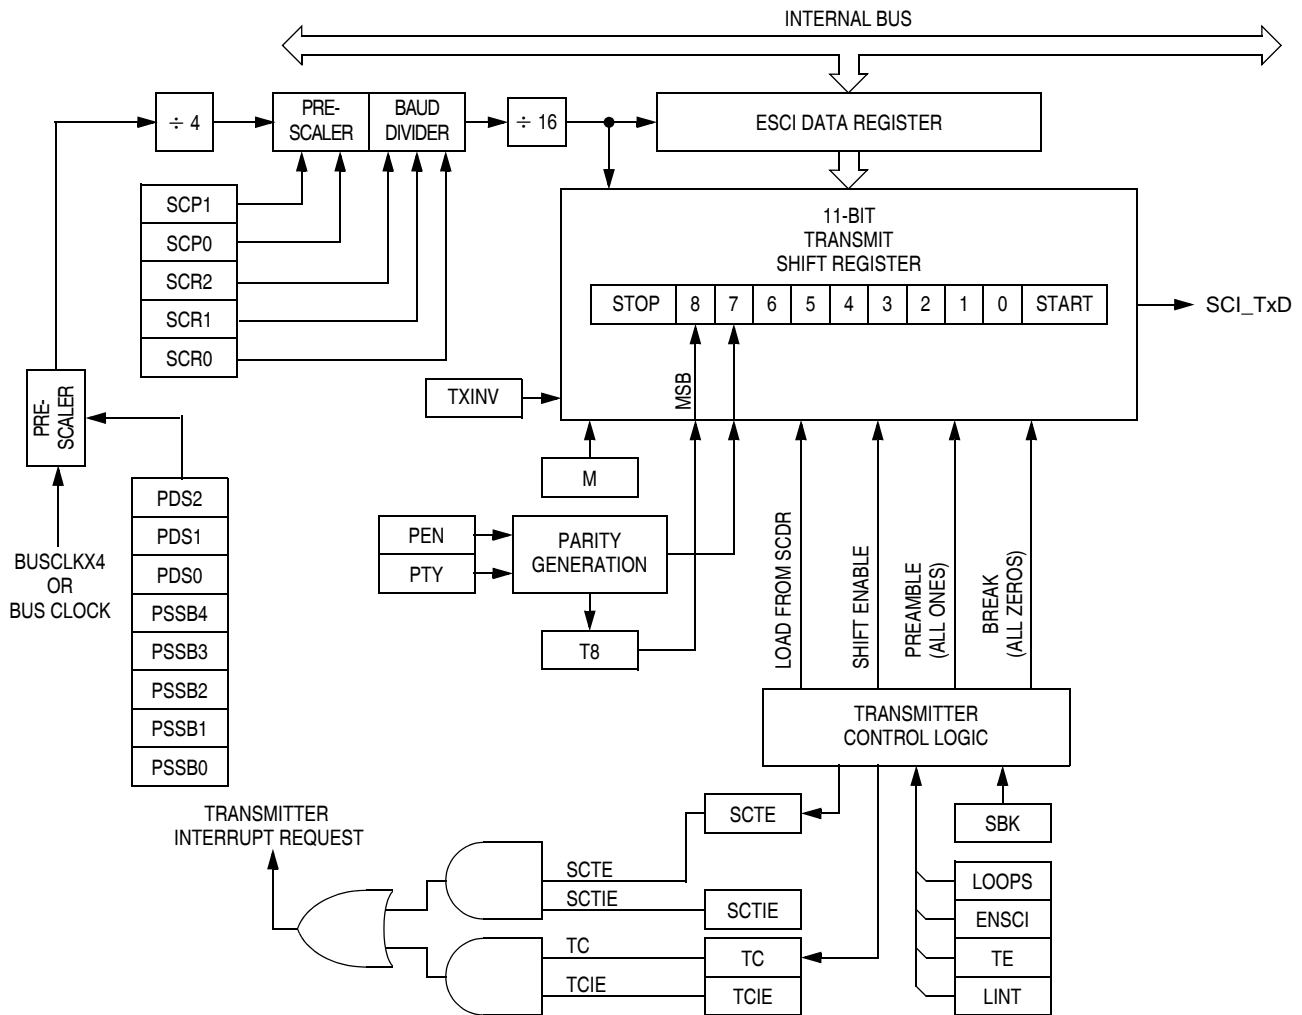 INTERNAL BUS
÷ 4
PRE-
SCALER
BAUD
DIVIDER
÷ 16
ESCI DATA REGISTER
SCP1
SCP0
SCR2
SCR1
SCR0
11-BIT
TRANSMIT
SHIFT REGISTER
STOP 8 7 6 5 4 3 2 1 0 START
SCI_TxD
PRE-
SCALER
TXINV
MSB
M
BUSCLKX4
OR
BUS CLOCK
PDS2
PDS1
PDS0
PSSB4
PSSB3
PSSB2
PSSB1
PSSB0
PEN
PTY
PARITY
GENERATION
T8
LOAD FROM SCDR
SHIFT ENABLE
PREAMBLE
(ALL ONES)
BREAK
(ALL ZEROS)
TRANSMITTER
CONTROL LOGIC
TRANSMITTER
INTERRUPT REQUEST
SCTE
SBK
SCTE
SCTIE
SCTIE
TC
TC
TCIE
TCIE
LOOPS
ENSCI
TE
LINT